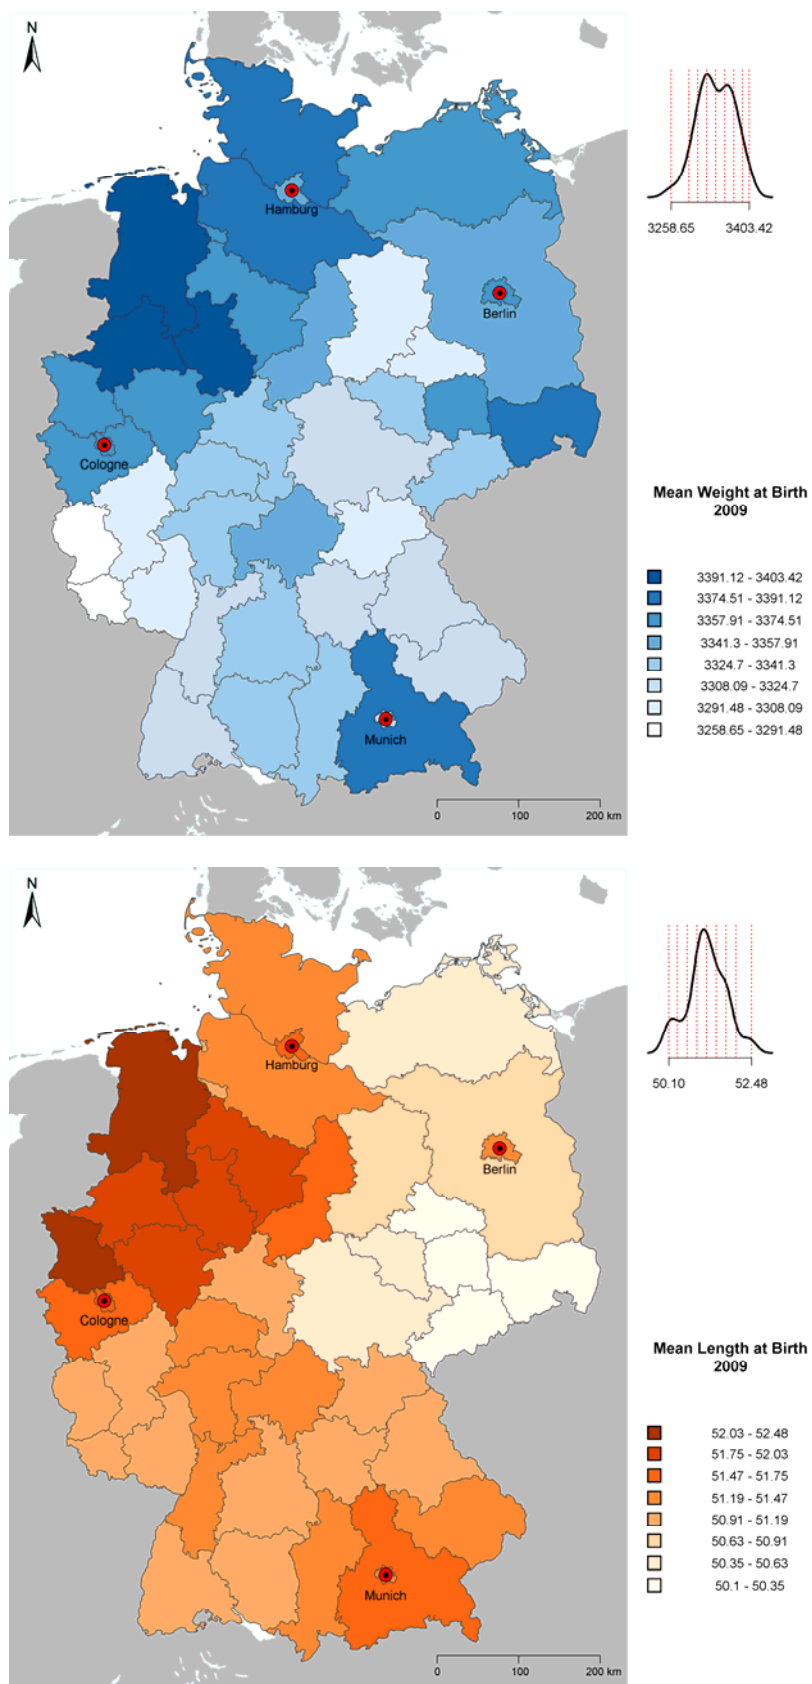 N
Hamburg
Berlin
Cologne
Munich
0 100 200 km
3258.65 3403.42
Mean Weight at Birth
2009
3391.12 - 3403.42
3374.51 - 3391.12
3357.91 - 3374.51
3341.3 - 3357.91
3324.7 - 3341.3
3308.09 - 3324.7
3291.48 - 3308.09
3258.65 - 3291.48
N
Hamburg
Berlin
Cologne
Munich
0 100 200 km
50.10 52.48
Mean Length at Birth
2009
52.03 - 52.48
51.75 - 52.03
51.47 - 51.75
51.19 - 51.47
50.91 - 51.19
50.63 - 50.91
50.35 - 50.63
50.1 - 50.35